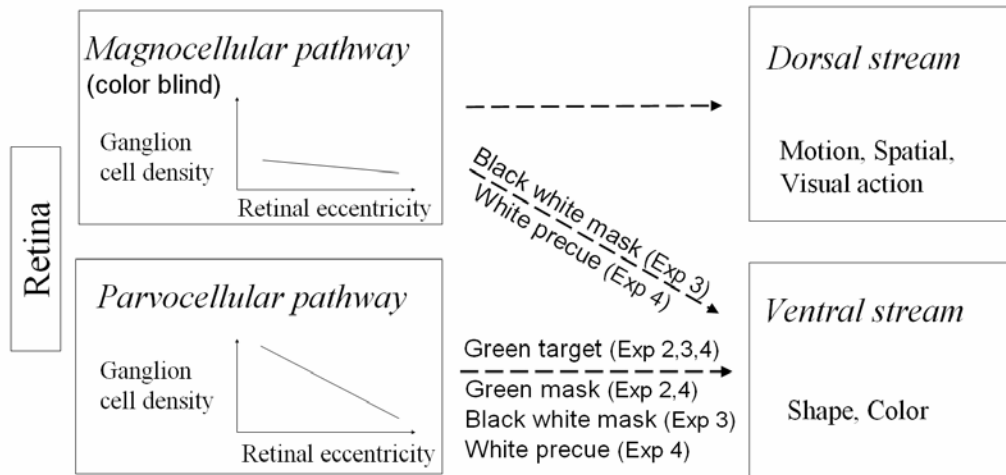 Retina
Magnocellular pathway
(color blind)
Ganglion
cell density
Retinal eccentricity
Parvocellular pathway
Ganglion
cell density
Retinal eccentricity
Black white mask (Exp 3)
White precue (Exp 4)
Green target (Exp 2,3,4)
Green mask (Exp 2,4)
Black white mask (Exp 3)
White precue (Exp 4)
Dorsal stream
Motion, Spatial,
Visual action
Ventral stream
Shape, Color